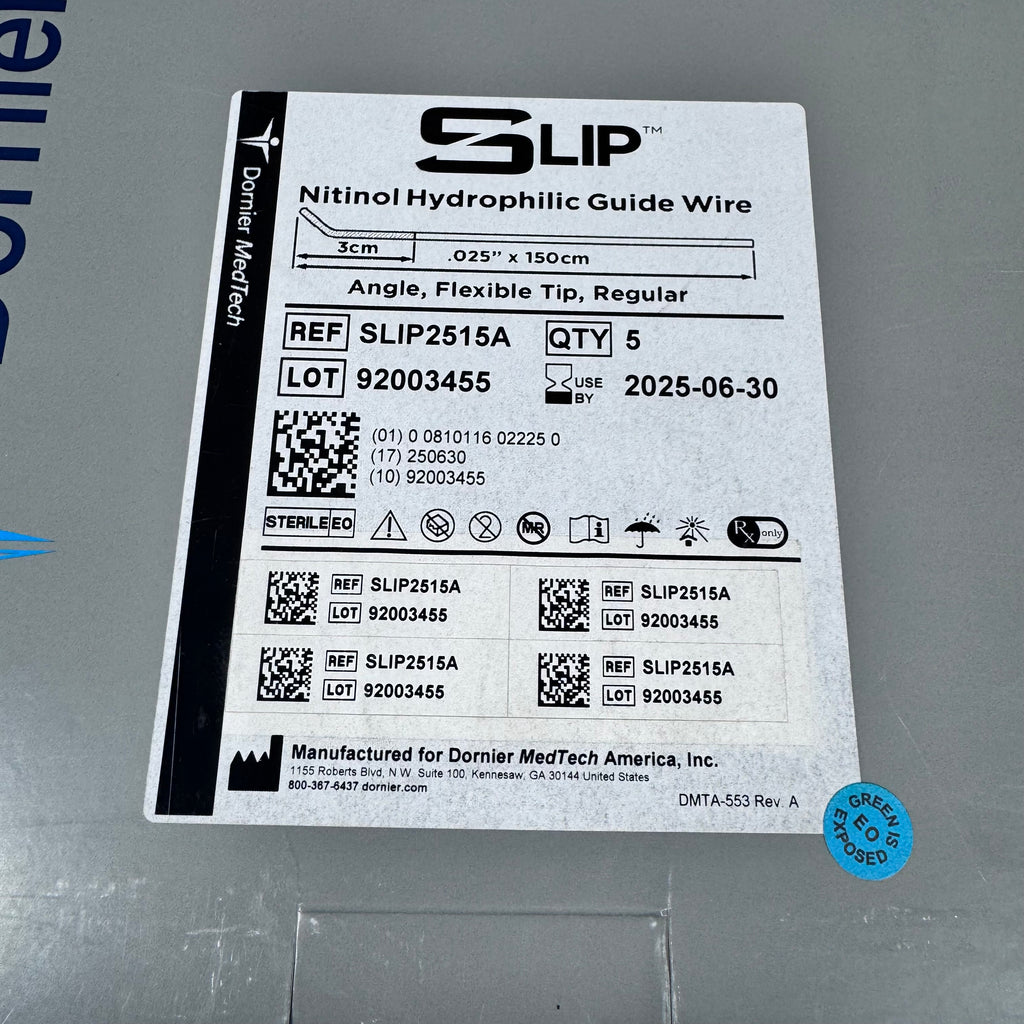 Dornier
SLIP™
Dornier MedTech
Nitinol Hydrophilic Guide Wire
3cm
.025” x 150cm
Angle, Flexible Tip, Regular
REF SLIP2515A QTY 5
LOT 92003455 USE BY 2025-06-30
(01) 0 0810116 02225 0
(17) 250630
(10) 92003455
STERILE EO MR i Rx only
REF SLIP2515A
LOT 92003455
REF SLIP2515A
LOT 92003455
REF SLIP2515A
LOT 92003455
REF SLIP2515A
LOT 92003455
Manufactured for Dornier MedTech America, Inc.
1155 Roberts Blvd, N W Suite 100, Kennesaw, GA 30144 United States
800-367-6437 dornier.com
DMTA-553 Rev. A
GREEN IS
EO
EXPOSED